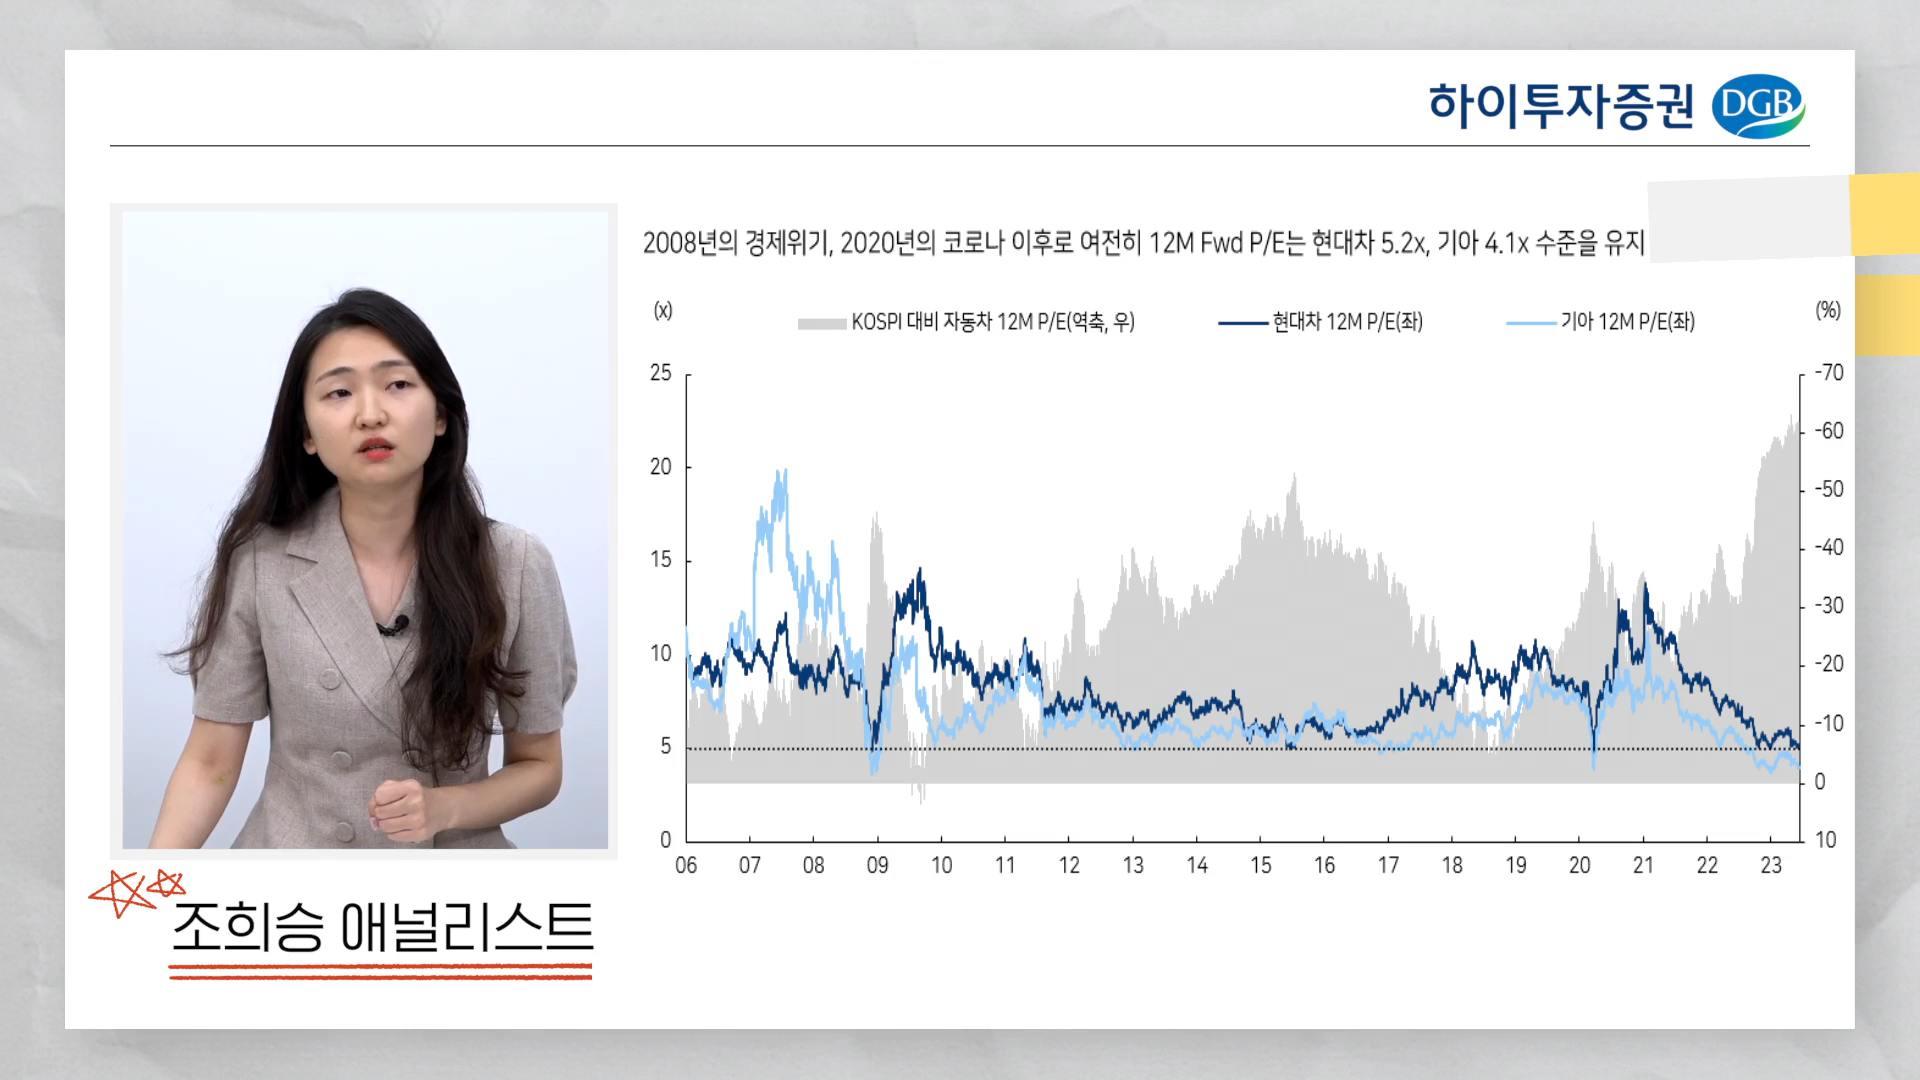 하이투자증권 DGB
2008년의 경제위기, 2020년의 코로나 이후로 여전히 12M Fwd P/E는 현대차 5.2x, 기아 4.1x 수준을 유지
(x)
KOSPI 대비 자동차 12M P/E(역축, 우) 현대차 12M P/E(좌) 기아 12M P/E(좌)
(%)
25 -70
-60
20
-50
15
-40
-30
10
-20
-10
5
0
0 10
06 07 08 09 10 11 12 13 14 15 16 17 18 19 20 21 22 23
조희승 애널리스트